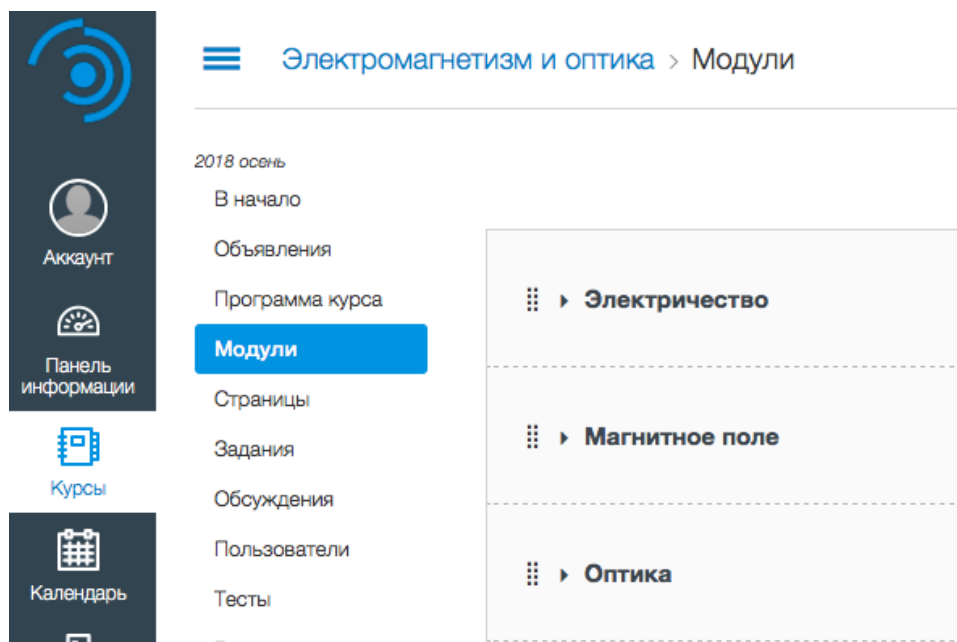 Электромагнетизм и оптика > Модули
Аккаунт
Панель
информации
Курсы
Календарь
2018 осень
В начало
Объявления
Программа курса
Модули
Страницы
Задания
Обсуждения
Пользователи
Тесты
Электричество
Магнитное поле
Оптика